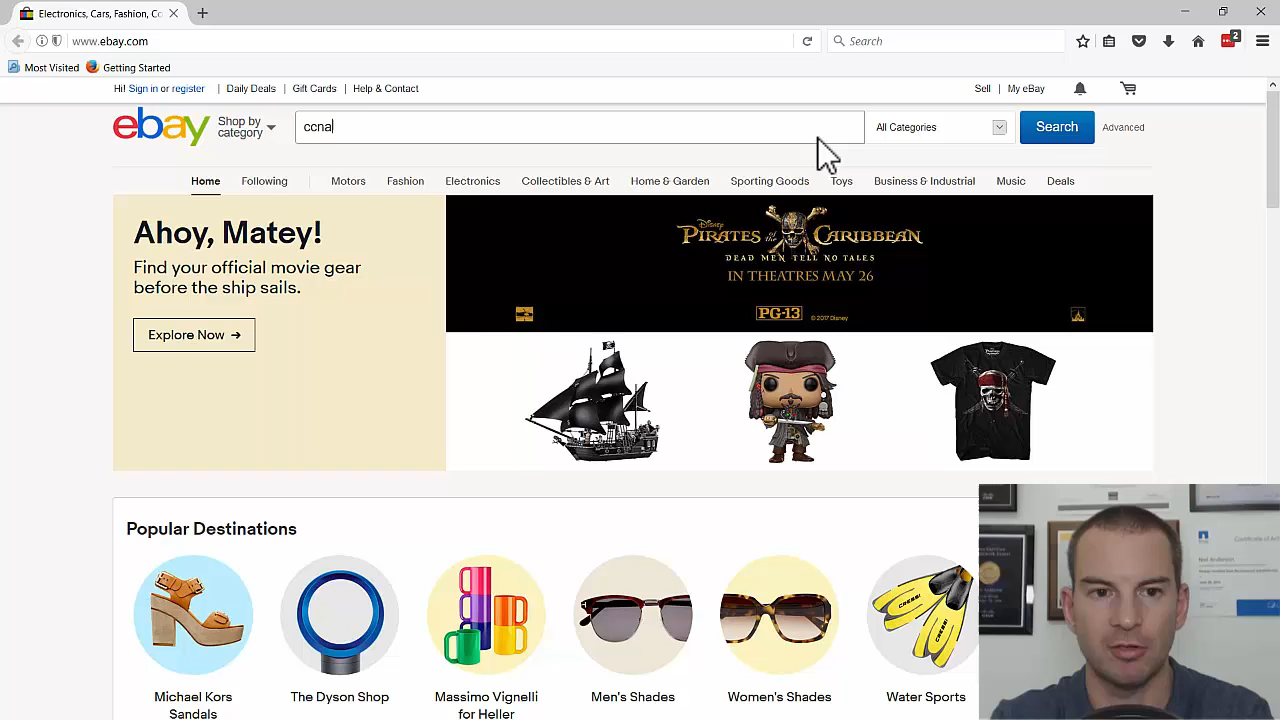 Electronics, Cars, Fashion, Co
www.ebay.com
Search
2
Most Visited
Getting Started
Hi! Sign in or register
Daily Deals
Gift Cards
Help & Contact
Sell
My eBay
ebay
Shop by
category
ccna
All Categories
Search
Advanced
Home
Following
Motors
Fashion
Electronics
Collectibles & Art
Home & Garden
Sporting Goods
Toys
Business & Industrial
Music
Deals
Ahoy, Matey!
Find your official movie gear
before the ship sails.
Explore Now →
Disney
PIRATES of the CARIBBEAN
DEAD MEN TELL NO TALES
IN THEATRES MAY 26
PG-13
© 2017 Disney
Popular Destinations
CRESSI
CRESSI
CRESSI
Michael Kors
Sandals
The Dyson Shop
Massimo Vignelli
for Heller
Men's Shades
Women's Shades
Water Sports